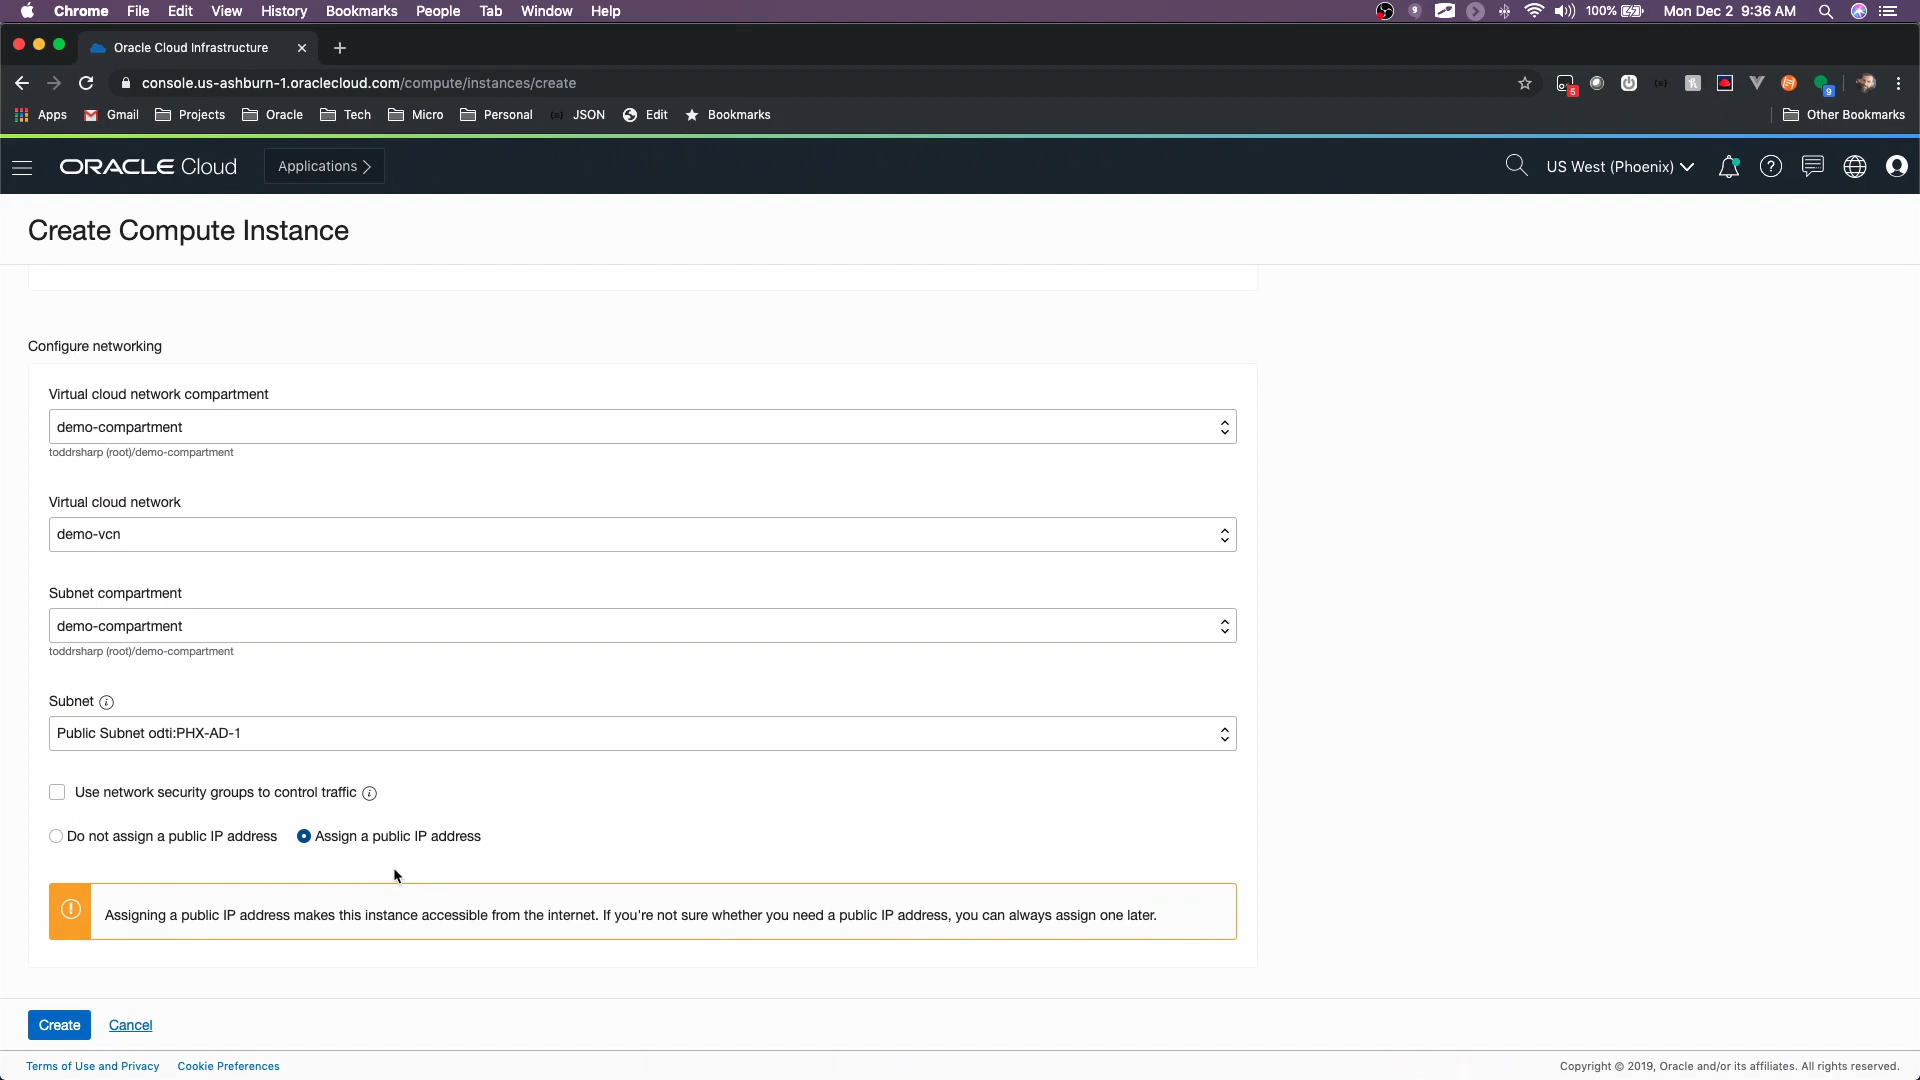 Chrome File Edit View History Bookmarks People Tab Window Help 9 100% Mon Dec 2 9:36 AM
Oracle Cloud Infrastructure
console.us-ashburn-1.oraclecloud.com/compute/instances/create 5 9
Apps Gmail Projects Oracle Tech Micro Personal JSON Edit Bookmarks Other Bookmarks
ORACLE Cloud Applications US West (Phoenix)
Create Compute Instance
Configure networking
Virtual cloud network compartment
demo-compartment
toddrsharp (root)/demo-compartment
Virtual cloud network
demo-vcn
Subnet compartment
demo-compartment
toddrsharp (root)/demo-compartment
Subnet
Public Subnet odti:PHX-AD-1
Use network security groups to control traffic
Do not assign a public IP address Assign a public IP address
Assigning a public IP address makes this instance accessible from the internet. If you're not sure whether you need a public IP address, you can always assign one later.
Create Cancel
Terms of Use and Privacy Cookie Preferences Copyright © 2019, Oracle and/or its affiliates. All rights reserved.